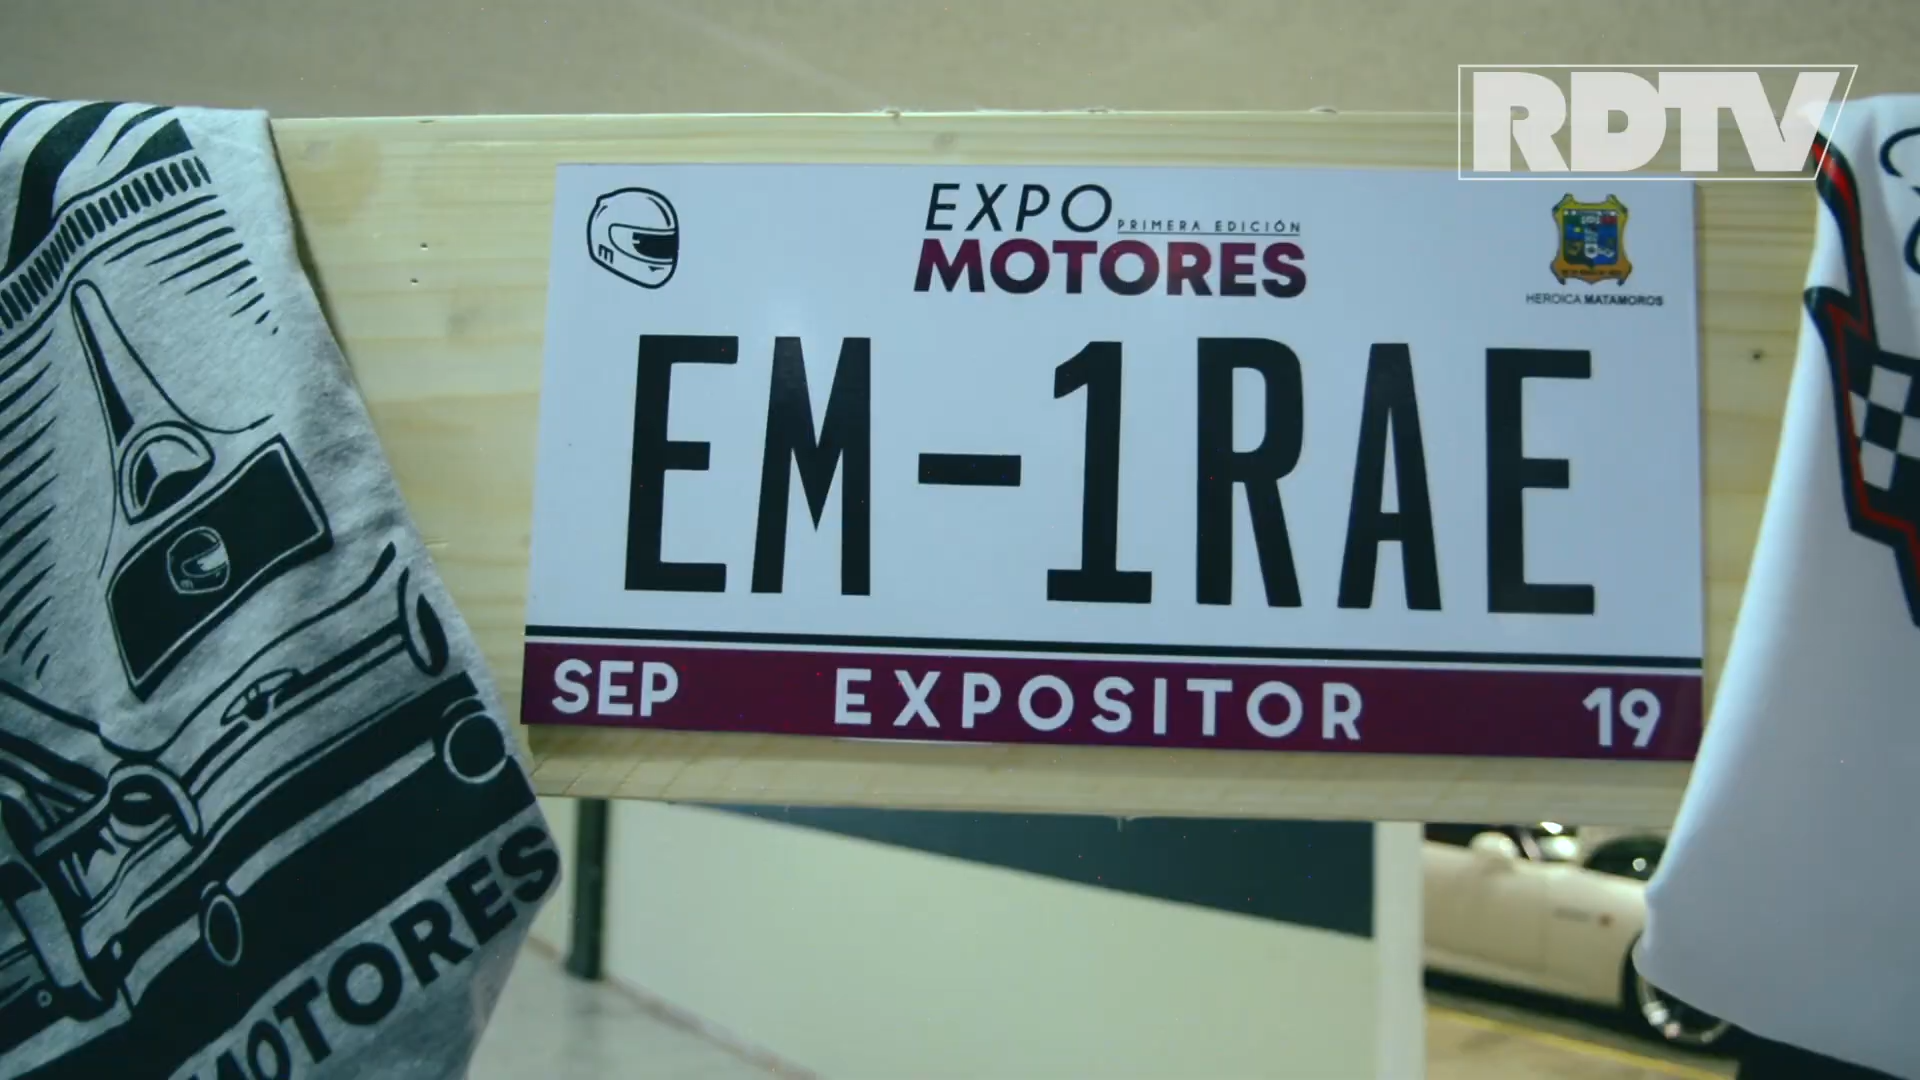 RDTV
EXPO
PRIMERA EDICIÓN
MOTORES
HEROICA MATAMOROS
EM-1RAE
SEP EXPOSITOR 19
MOTORES